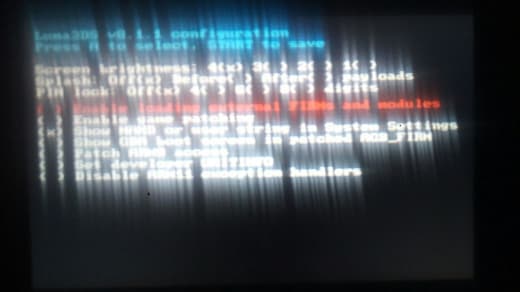 Luma3DS v8.1.1 configuration
Press A to select, START to save
Screen brightness: 4(x) 3( ) 2( ) 1( )
Splash: Off(x) Before( ) After( ) payloads
PIN lock: Off(x) 4( ) 6( ) 8( ) digits
( ) Enable loading external FIRMs and modules
( ) Enable game patching
(x) Show NAND or user string in System Settings
( ) Show GBA boot screen in patched AGB_FIRM
( ) Patch access
( ) Set developer UNITINFO
( ) Disable ARM11 exception handlers